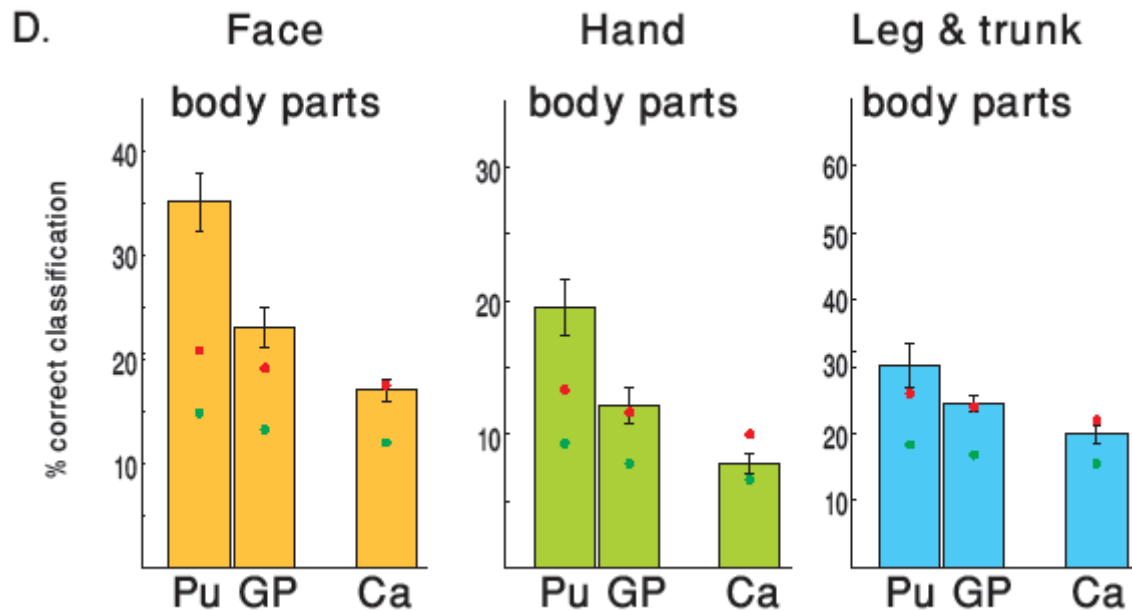 D.
Face
body parts
Hand
body parts
Leg & trunk
body parts
% correct classification
40
30
20
10
Pu GP Ca
30
20
10
Pu GP Ca
60
50
40
30
20
10
Pu GP Ca